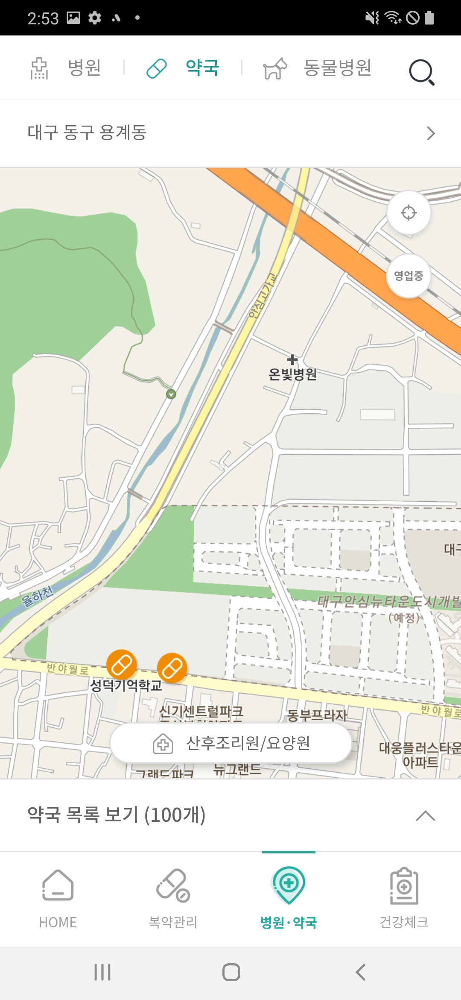 2:53
병원
약국
동물병원
대구 동구 용계동
영업중
안심고가교
온빛병원
대구
율하천
대구안심뉴타운도시개발
(예정)
반야월로
성덕기억학교
신기센트럴파크
동부프라자
반야월로
산후조리원/요양원
대웅플러스타운
아파트
뉴그랜드
그랜드파크
약국 목록 보기 (100개)
HOME
복약관리
병원·약국
건강체크